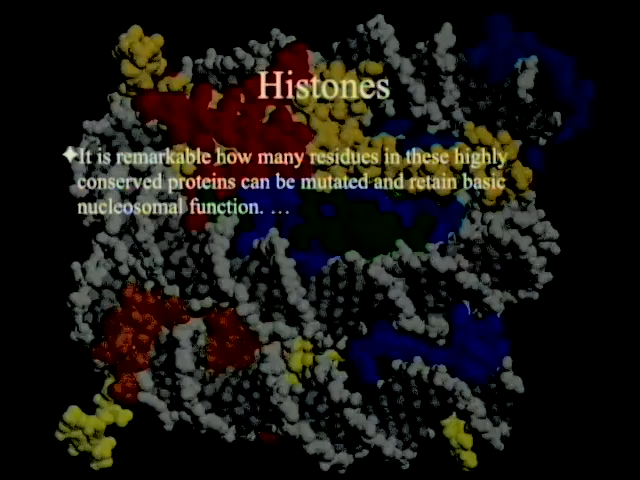 Histones
✦It is remarkable how many residues in these highly
conserved proteins can be mutated and retain basic
nucleosomal function. …